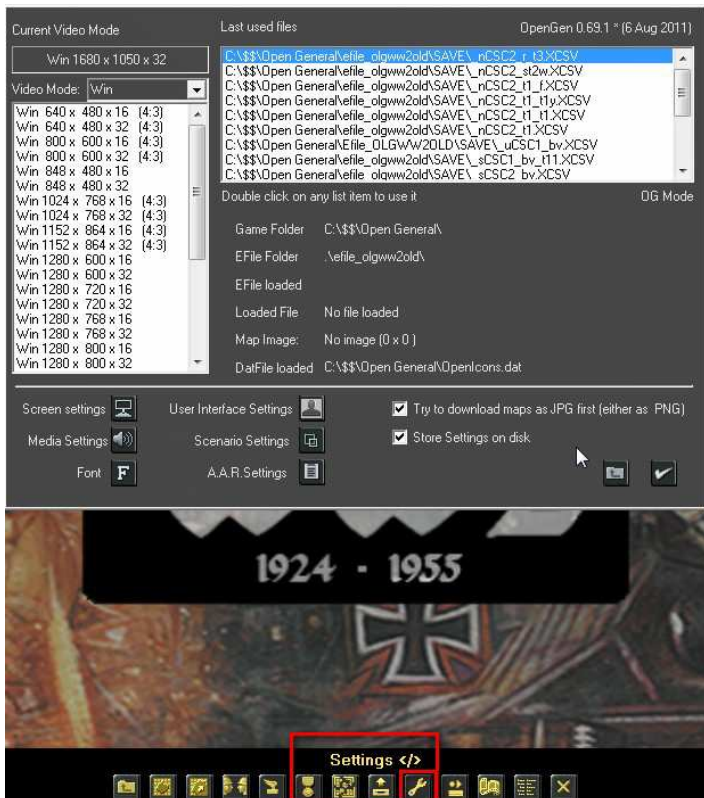 Current Video Mode
Win 1680 x 1050 x 32
Video Mode: Win
Win 640 x 480 x 16 (4:3)
Win 640 x 480 x 32 (4:3)
Win 800 x 600 x 16 (4:3)
Win 800 x 600 x 32 (4:3)
Win 848 x 480 x 16
Win 848 x 480 x 32
Win 1024 x 768 x 16 (4:3)
Win 1024 x 768 x 32 (4:3)
Win 1152 x 864 x 16 (4:3)
Win 1152 x 864 x 32 (4:3)
Win 1280 x 600 x 16
Win 1280 x 600 x 32
Win 1280 x 720 x 16
Win 1280 x 720 x 32
Win 1280 x 768 x 16
Win 1280 x 768 x 32
Win 1280 x 800 x 16
Win 1280 x 800 x 32
Last used files OpenGen 0.69.1 * (6 Aug 2011)
C:\$$\Open General\efile_olgww2old\SAVE\_nCSC2_r_t3.XCSV
C:\$$\Open General\efile_olgww2old\SAVE\_nCSC2_st2w.XCSV
C:\$$\Open General\efile_olgww2old\SAVE\_nCSC2_t1_f.XCSV
C:\$$\Open General\efile_olgww2old\SAVE\_nCSC2_t1_t1y.XCSV
C:\$$\Open General\efile_olgww2old\SAVE\_nCSC2_t1_t1.XCSV
C:\$$\Open General\efile_olgww2old\SAVE\_nCSC2_t1.XCSV
C:\$$\Open General\Efile_OLGWW2OLD\SAVE\_uCSC1_bv.XCSV
C:\$$\Open General\efile_olgww2old\SAVE\_sCSC1_bv_t11.XCSV
C:\$$\Open General\efile_olgww2old\SAVE\_sCSC2_bv.XCSV
Double click on any list item to use it OG Mode
Game Folder C:\$$\Open General\
EFile Folder .\efile_olgww2old\
EFile loaded
Loaded File No file loaded
Map Image: No image (0 x 0 )
DatFile loaded C:\$$\Open General\OpenIcons.dat
Screen settings User Interface Settings Try to download maps as JPG first (either as PNG)
Media Settings Scenario Settings Store Settings on disk
Font F A.A.R.Settings
1924 - 1955
Settings </>